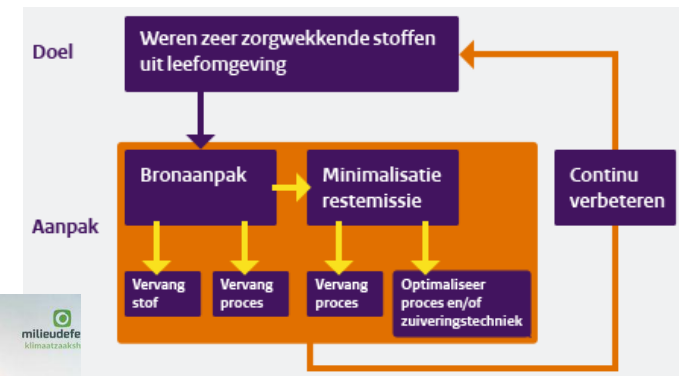 Doel
Weren zeer zorgwekkende stoffen
uit leefomgeving
Bronaanpak
Minimalisatie
restemissie
Continu
verbeteren
Aanpak
Vervang
stof
Vervang
proces
Vervang
proces
Optimaliseer
proces en/of
zuiveringstechniek
milieudefe
klimaatzaaksh